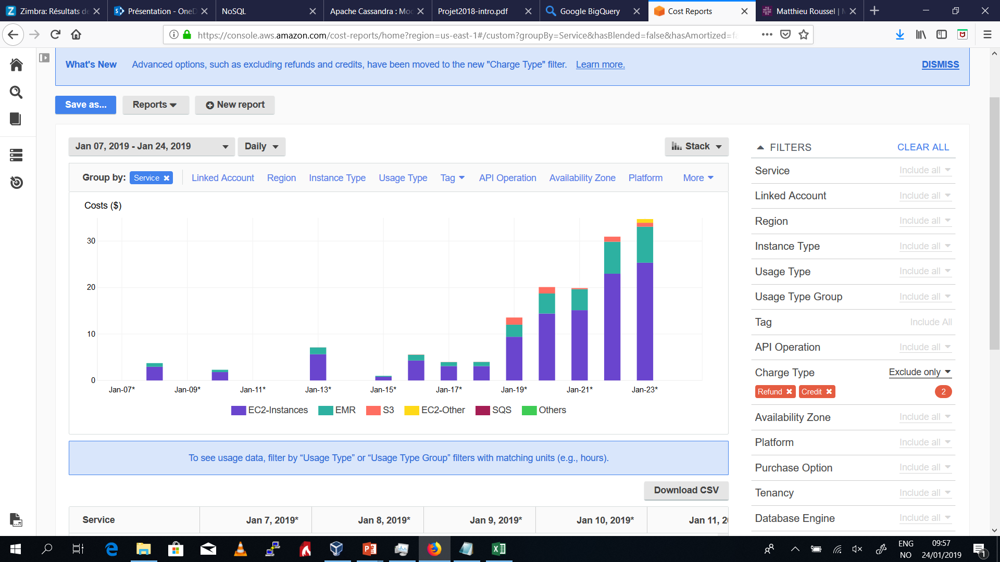 Zimbra: Résultats de
Présentation - OneD
NoSQL
Apache Cassandra : Moc
Projet2018-intro.pdf
Google BigQuery
Cost Reports
Matthieu Roussel | M
https://console.aws.amazon.com/cost-reports/home?region=us-east-1#/custom?groupBy=Service&hasBlended=false&hasAmortized=fa
What's New Advanced options, such as excluding refunds and credits, have been moved to the new "Charge Type" filter. Learn more. DISMISS
Save as... Reports New report
Jan 07, 2019 - Jan 24, 2019 Daily Stack
Group by: Service Linked Account Region Instance Type Usage Type Tag API Operation Availability Zone Platform More
Costs ($)
30
20
10
0
Jan-07* Jan-09* Jan-11* Jan-13* Jan-15* Jan-17* Jan-19* Jan-21* Jan-23*
EC2-Instances EMR S3 EC2-Other SQS Others
To see usage data, filter by “Usage Type” or “Usage Type Group” filters with matching units (e.g., hours).
Download CSV
Service Jan 7, 2019* Jan 8, 2019* Jan 9, 2019* Jan 10, 2019* Jan 11, 20
FILTERS CLEAR ALL
Service Include all
Linked Account Include all
Region Include all
Instance Type Include all
Usage Type Include all
Usage Type Group Include all
Tag Include All
API Operation Include all
Charge Type Exclude only
Refund Credit 2
Availability Zone Include all
Platform Include all
Purchase Option Include all
Tenancy Include all
Database Engine Include all
ENG
NO
09:57
24/01/2019
1